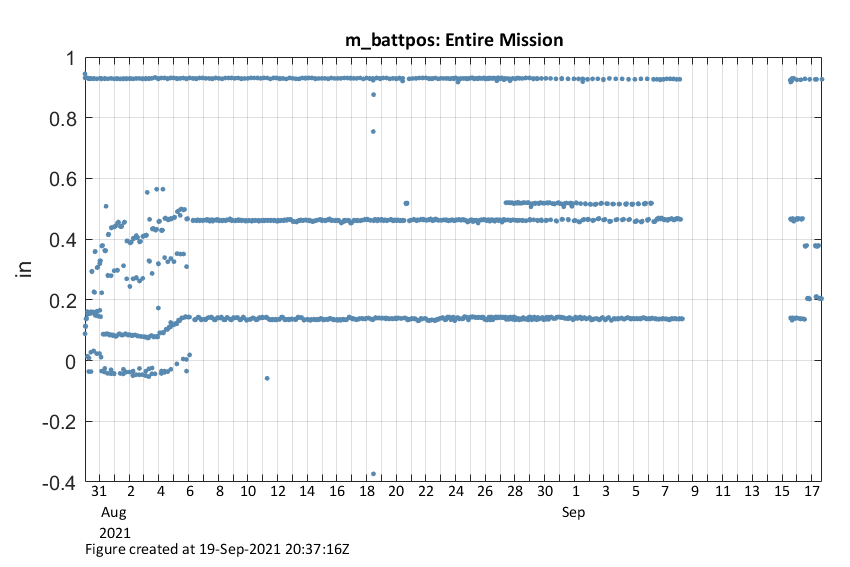 m_battpos: Entire Mission
1
0.8
0.6
0.4
0.2
0
-0.2
-0.4
in
31 2 4 6 8 10 12 14 16 18 20 22 24 26 28 30 1 3 5 7 9 11 13 15 17
Aug Sep
2021
Figure created at 19-Sep-2021 20:37:16Z